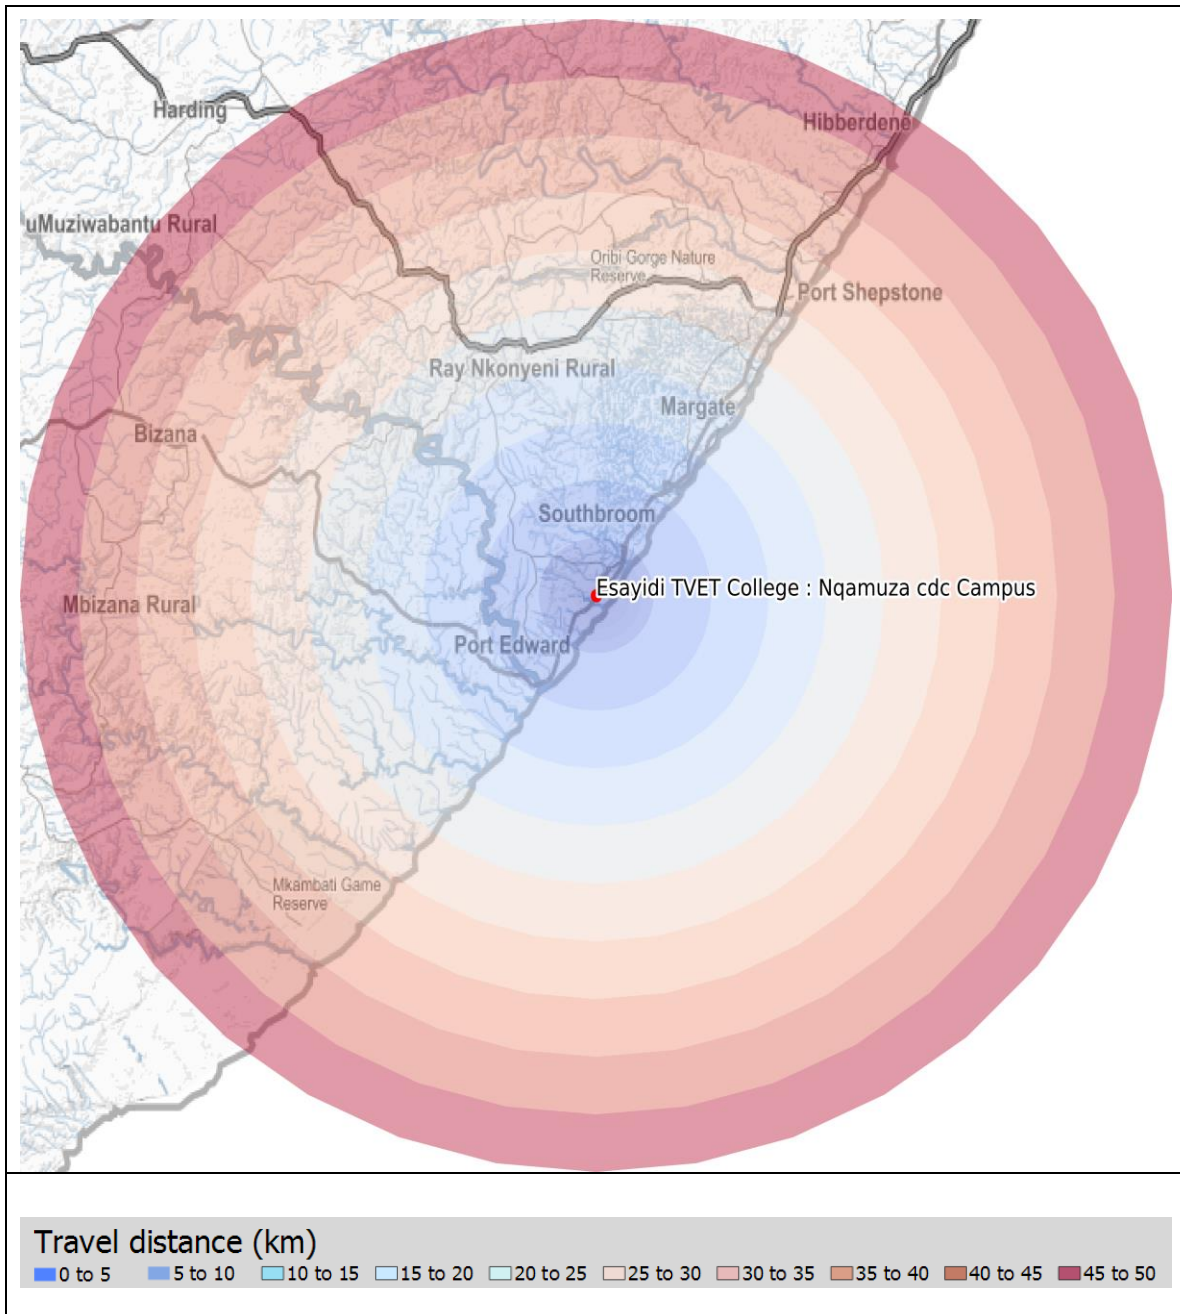 Harding
Hibberdene
uMuziwabantu Rural
Oribi Gorge Nature
Reserve
Port Shepstone
Ray Nkonyeni Rural
Margate
Bizana
Southbroom
Esayidi TVET College : Nqamuza cdc Campus
Mbizana Rural
Port Edward
Mkambati Game
Reserve
Travel distance (km)
0 to 5 5 to 10 10 to 15 15 to 20 20 to 25 25 to 30 30 to 35 35 to 40 40 to 45 45 to 50